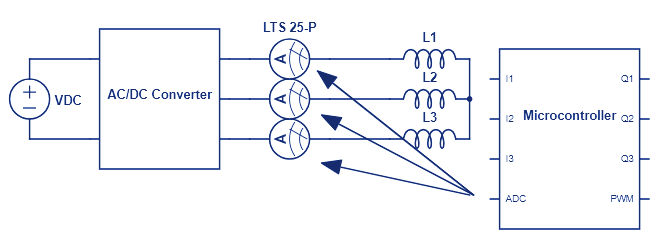 LTS 25-P
L1
L2
L3
A
A
A
+
−
VDC
AC/DC Converter
Microcontroller
I1
I2
I3
ADC
Q1
Q2
Q3
PWM